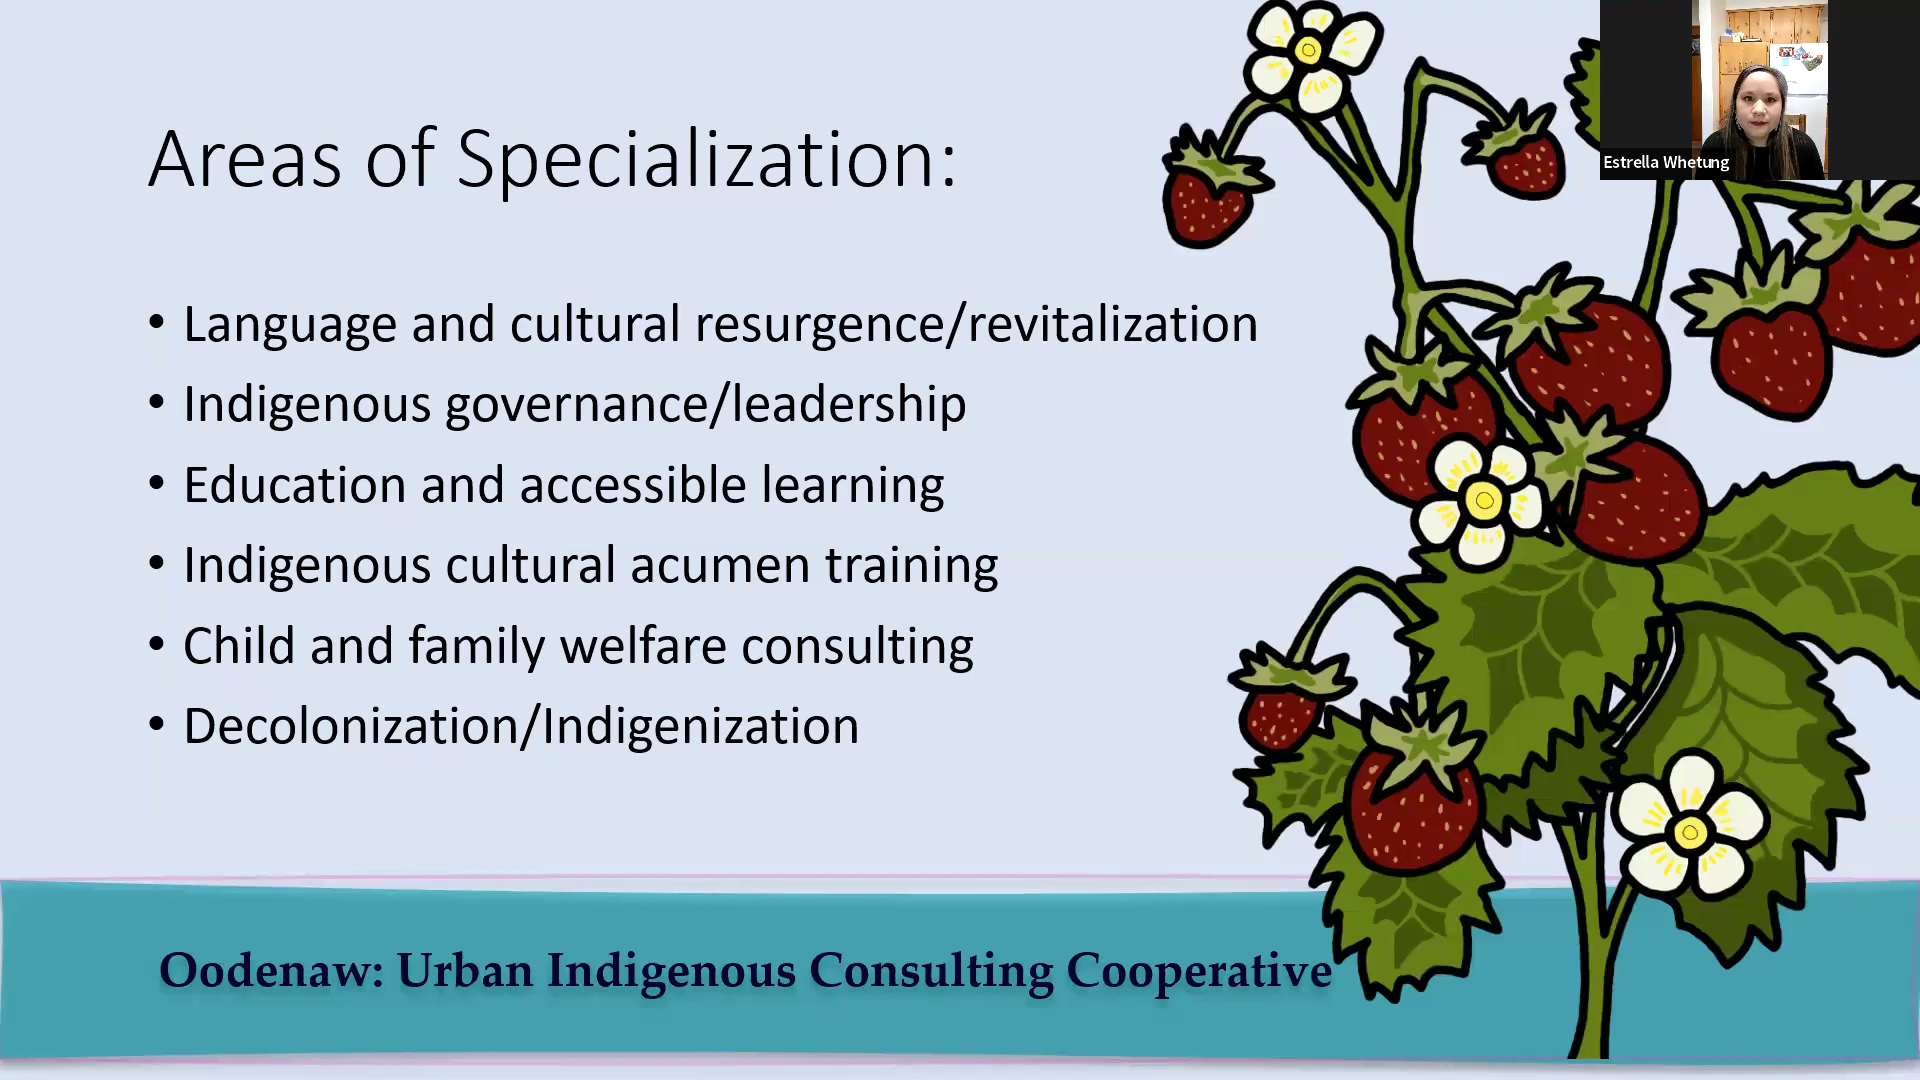 Areas of Specialization:
• Language and cultural resurgence/revitalization
• Indigenous governance/leadership
• Education and accessible learning
• Indigenous cultural acumen training
• Child and family welfare consulting
• Decolonization/Indigenization
Oodenaw: Urban Indigenous Consulting Cooperative
Estrella Whetung